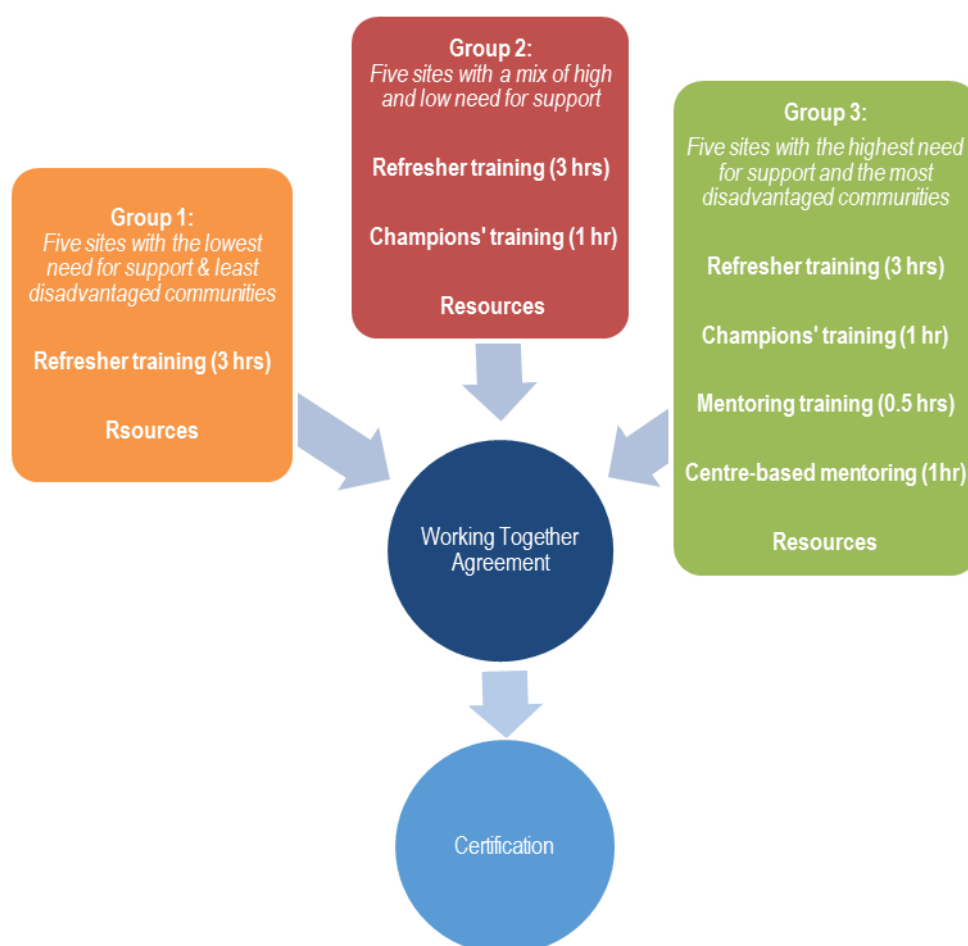 Group 1:
Five sites with the lowest
need for support & least
disadvantaged communities
Refresher training (3 hrs)
Rsources
Group 2:
Five sites with a mix of high
and low need for support
Refresher training (3 hrs)
Champions' training (1 hr)
Resources
Group 3:
Five sites with the highest need
for support and the most
disadvantaged communities
Refresher training (3 hrs)
Champions' training (1 hr)
Mentoring training (0.5 hrs)
Centre-based mentoring (1hr)
Resources
Working Together
Agreement
Certification